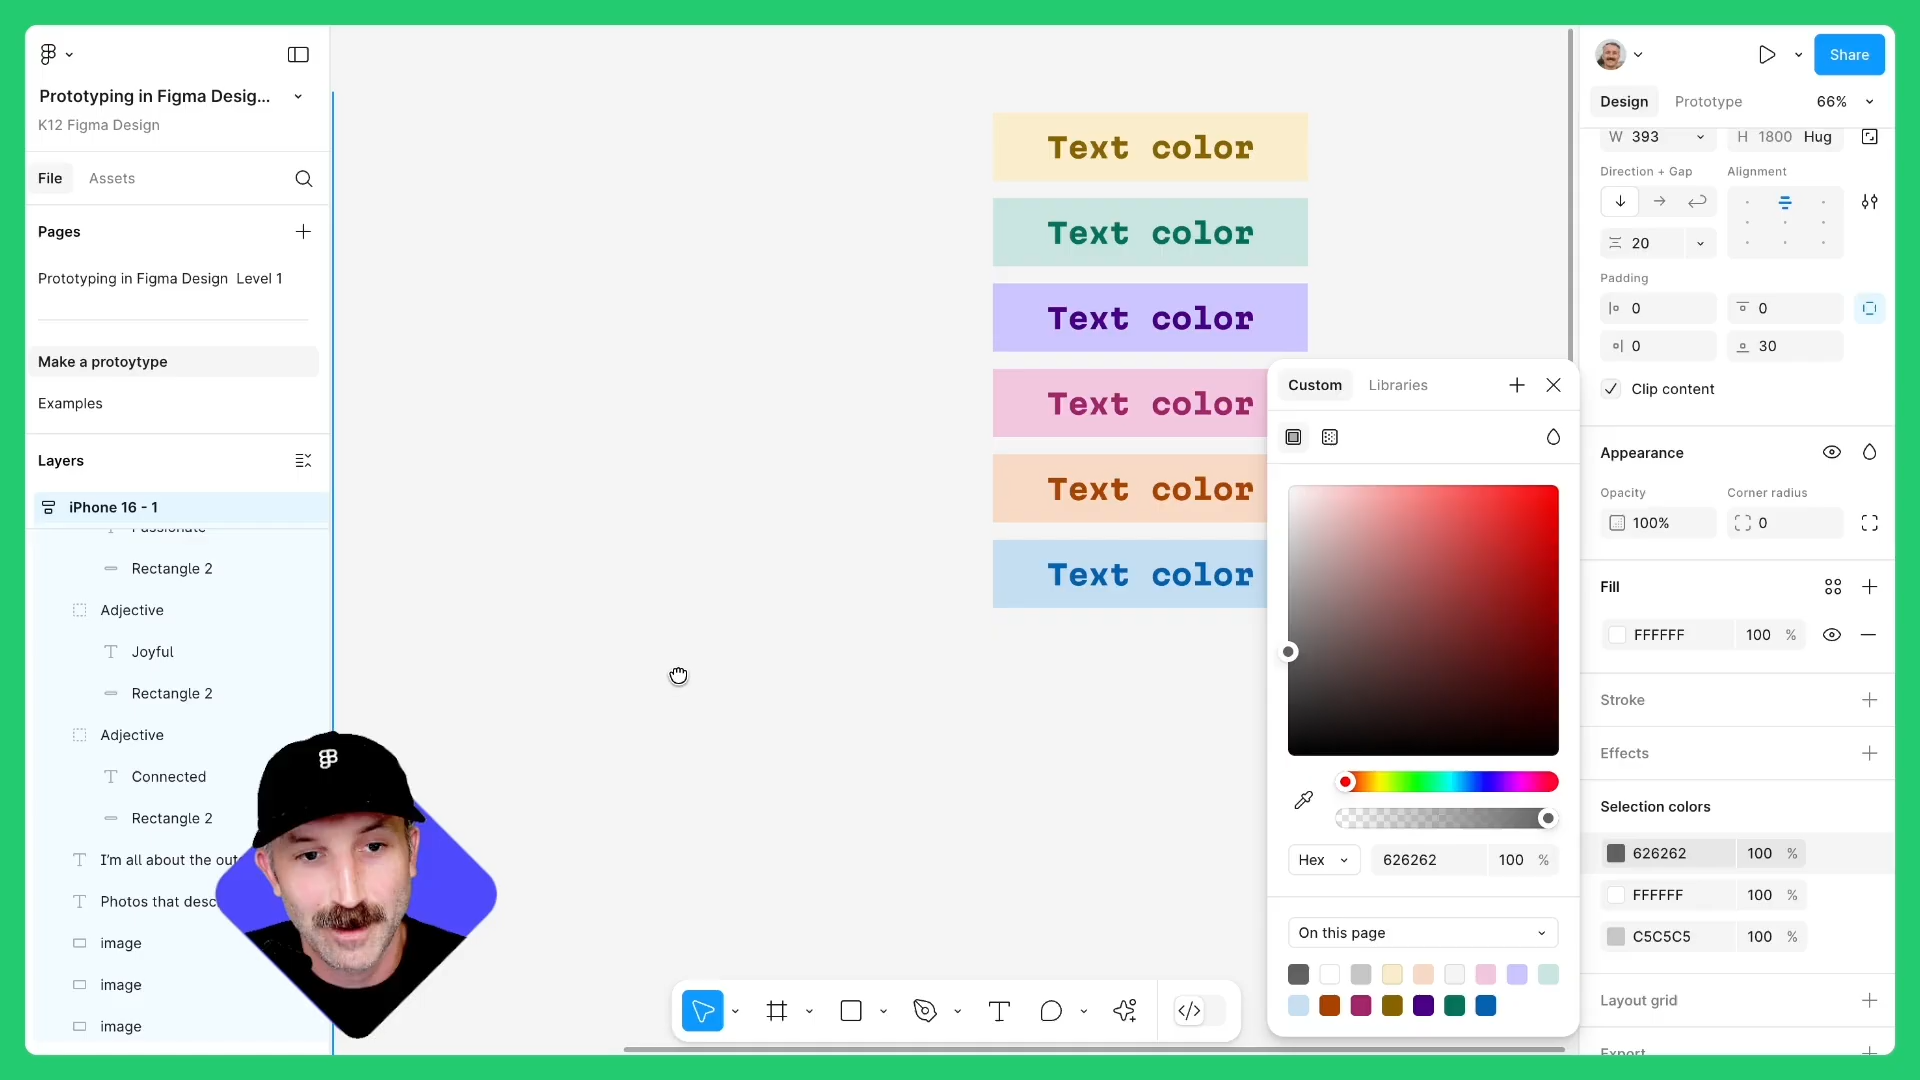 Prototyping in Figma Desig...
K12 Figma Design
File
Assets
Pages
Prototyping in Figma Design Level 1
Make a protoytype
Examples
Layers
iPhone 16 - 1
Passionate
Rectangle 2
Adjective
Joyful
Rectangle 2
Adjective
Connected
Rectangle 2
I'm all about the out
Photos that desc
image
image
image
Text color
Text color
Text color
Text color
Text color
Text color
Custom
Libraries
Hex
626262
100 %
On this page
Share
Design
Prototype
66%
W 393
H 1800 Hug
Direction + Gap
Alignment
20
Padding
0
0
0
30
Clip content
Appearance
Opacity
Corner radius
100%
0
Fill
FFFFFF
100 %
Stroke
Effects
Selection colors
626262
100 %
FFFFFF
100 %
C5C5C5
100 %
Layout grid
Export